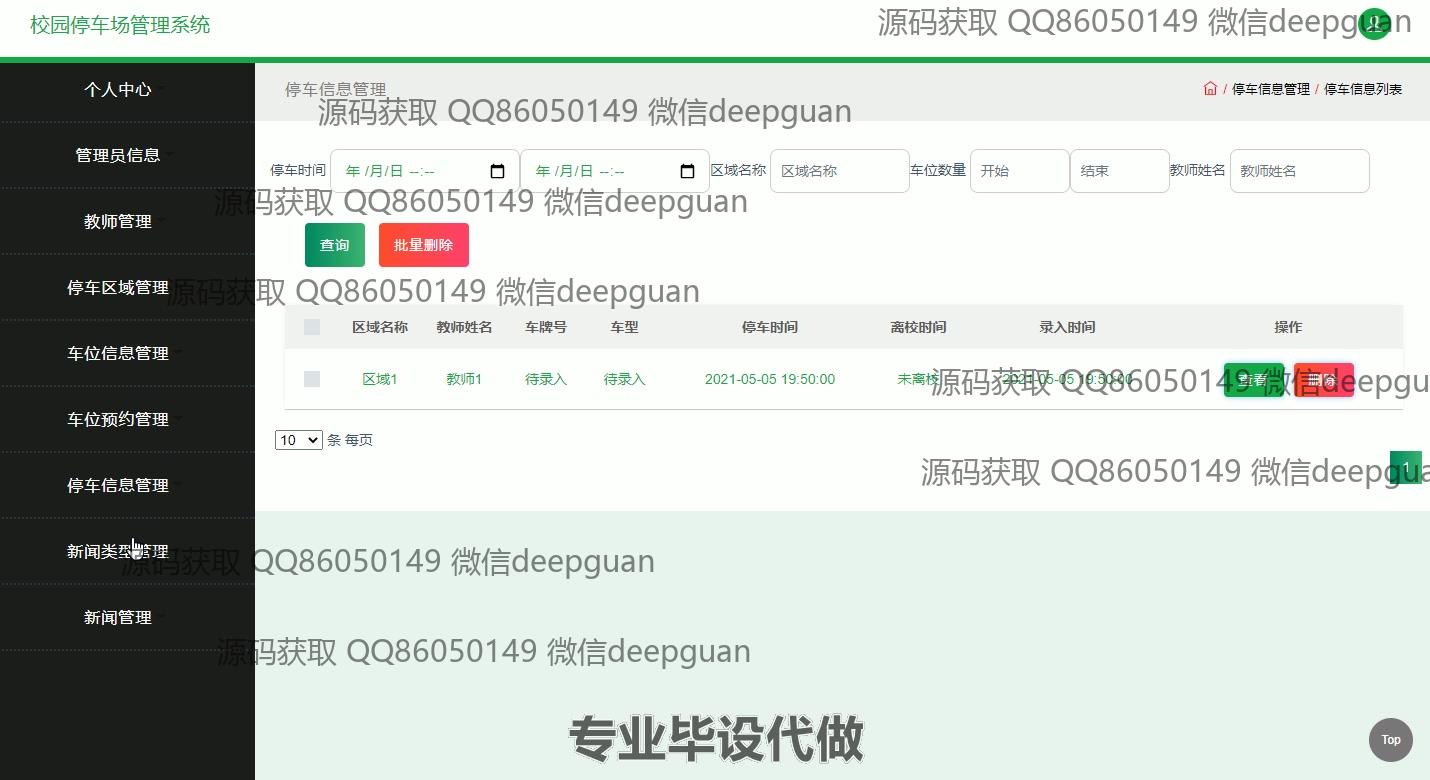 校园停车场管理系统
源码获取 QQ86050149 微信deepguan
个人中心
停车信息管理
/ 停车信息管理 / 停车信息列表
源码获取 QQ86050149 微信deepguan
管理员信息
停车时间 年 /月/日 --:-- 年 /月/日 --:-- 区域名称 区域名称 车位数量 开始 结束 教师姓名 教师姓名
源码获取 QQ86050149 微信deepguan
教师管理
查询 批量删除
停车区域管理
源码获取 QQ86050149 微信deepguan
区域名称 教师姓名 车牌号 车型 停车时间 离校时间 录入时间 操作
车位信息管理
区域1 教师1 待录入 待录入 2021-05-05 19:50:00 未离校 2021-05-05 19:50:00 查看 删除
源码获取 QQ86050149 微信deepgu
车位预约管理
10 条 每页
源码获取 QQ86050149 微信deepgua
1
停车信息管理
新闻类型管理
源码获取 QQ86050149 微信deepguan
新闻管理
源码获取 QQ86050149 微信deepguan
专业毕设代做
Top